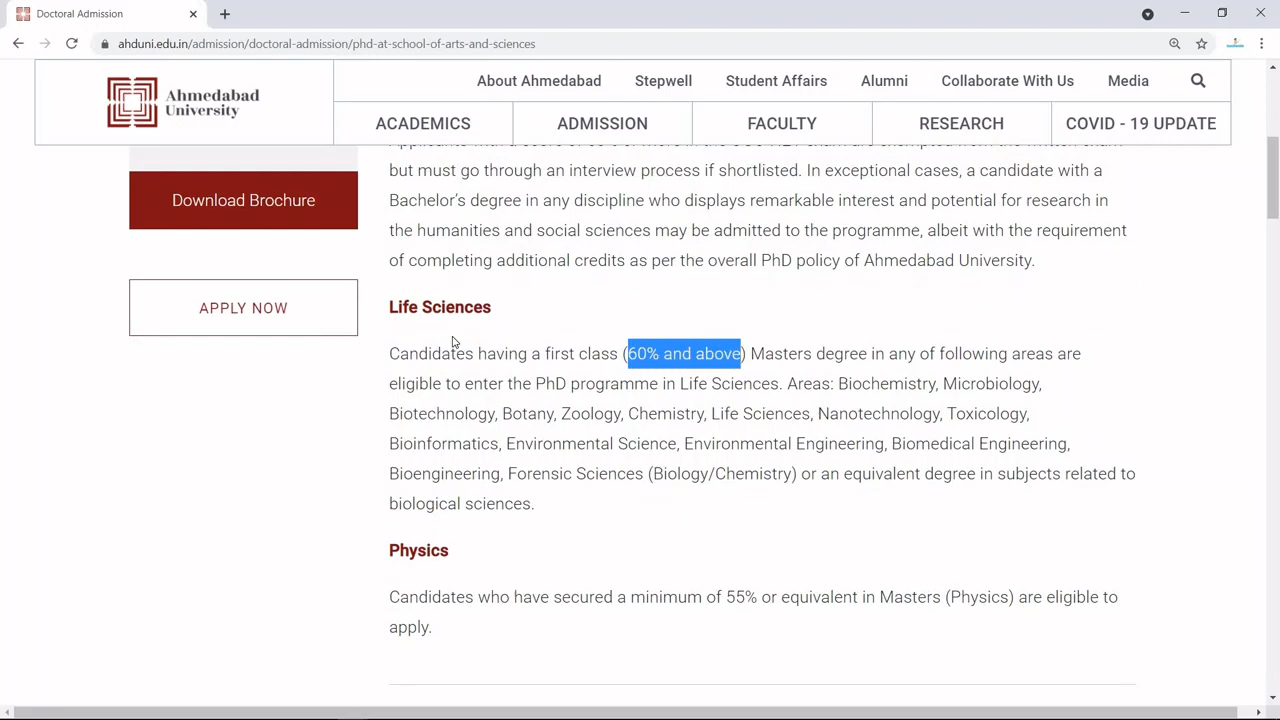 Doctoral Admission
ahduni.edu.in/admission/doctoral-admission/phd-at-school-of-arts-and-sciences
Ahmedabad
University
About Ahmedabad
Stepwell
Student Affairs
Alumni
Collaborate With Us
Media
ACADEMICS
ADMISSION
FACULTY
RESEARCH
COVID - 19 UPDATE
Download Brochure
APPLY NOW
but must go through an interview process if shortlisted. In exceptional cases, a candidate with a
Bachelor's degree in any discipline who displays remarkable interest and potential for research in
the humanities and social sciences may be admitted to the programme, albeit with the requirement
of completing additional credits as per the overall PhD policy of Ahmedabad University.
Life Sciences
Candidates having a first class (60% and above) Masters degree in any of following areas are
eligible to enter the PhD programme in Life Sciences. Areas: Biochemistry, Microbiology,
Biotechnology, Botany, Zoology, Chemistry, Life Sciences, Nanotechnology, Toxicology,
Bioinformatics, Environmental Science, Environmental Engineering, Biomedical Engineering,
Bioengineering, Forensic Sciences (Biology/Chemistry) or an equivalent degree in subjects related to
biological sciences.
Physics
Candidates who have secured a minimum of 55% or equivalent in Masters (Physics) are eligible to
apply.